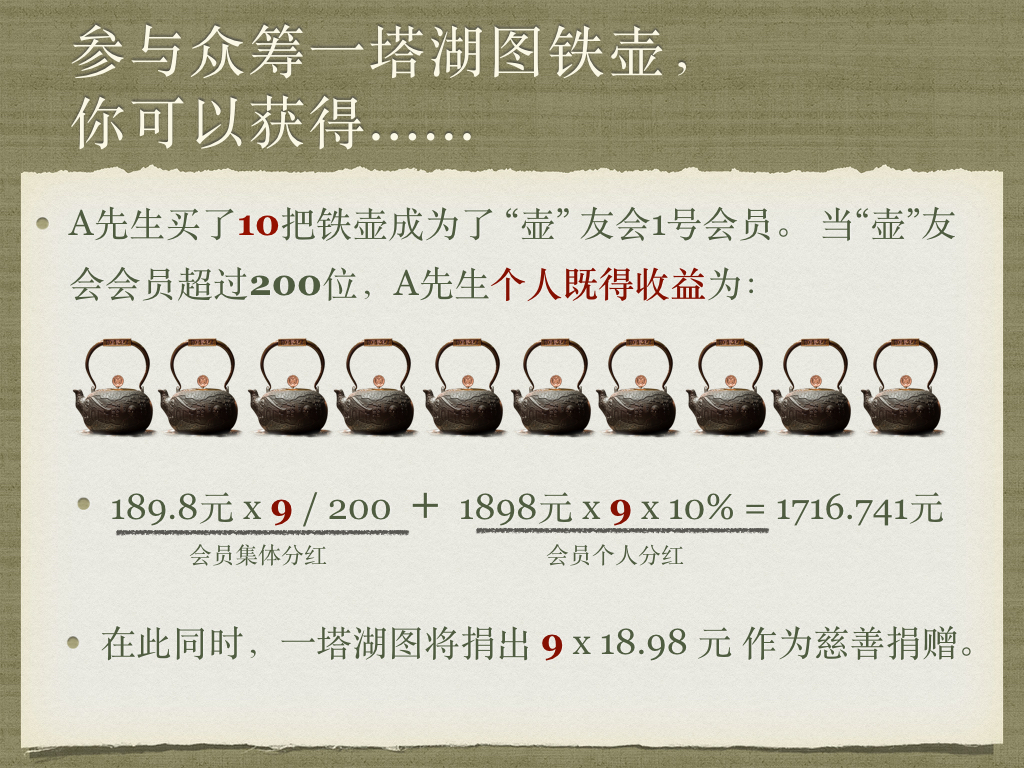 参与众筹一塔湖图铁壶，
你可以获得……
A先生买了10把铁壶成为了 “壶” 友会1号会员。 当“壶”友
会会员超过200位，A先生个人既得收益为：
189.8元 x 9 / 200 + 1898元 x 9 x 10% = 1716.741元
会员集体分红 会员个人分红
在此同时，一塔湖图将捐出 9 x 18.98 元 作为慈善捐赠。